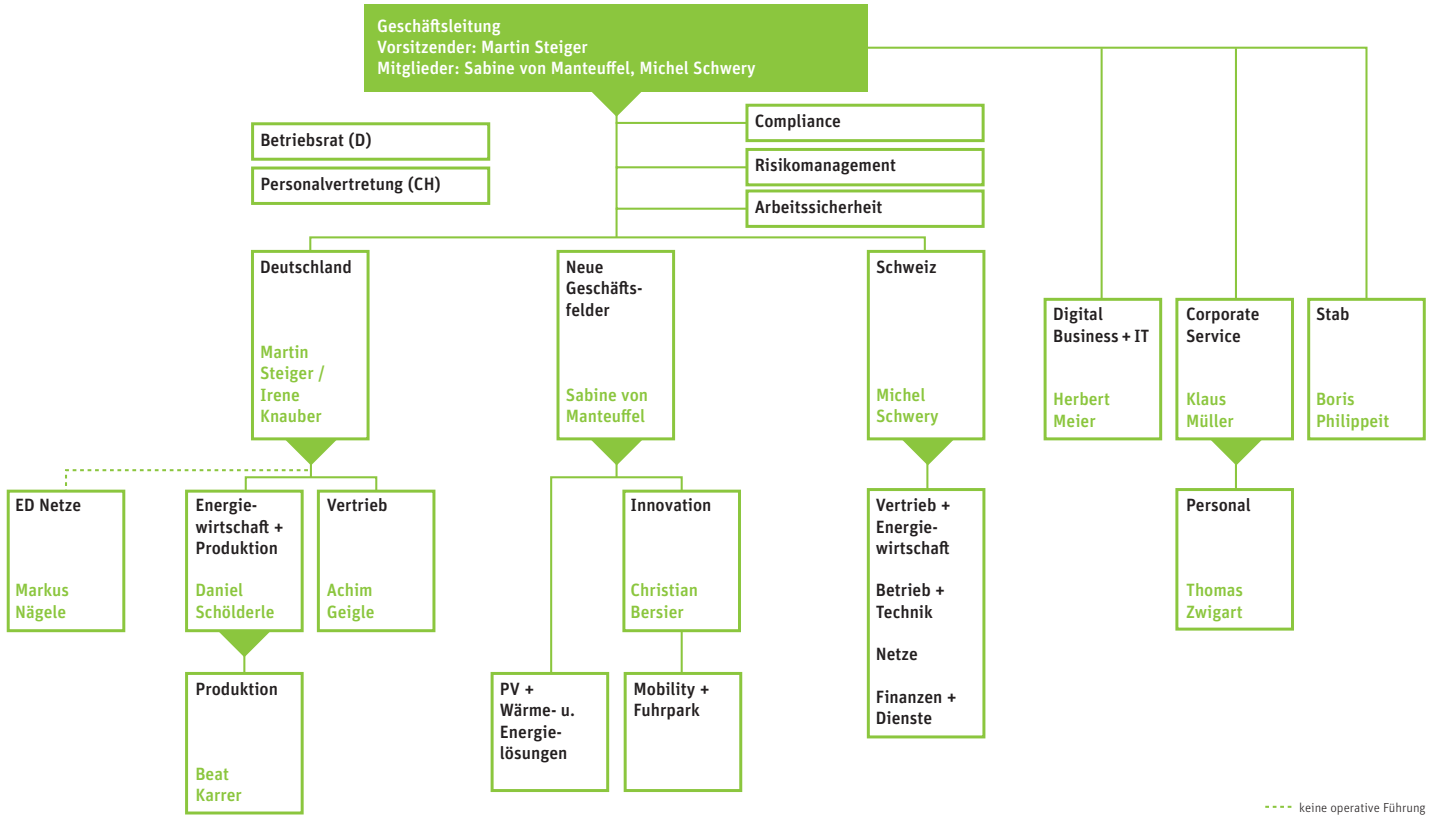 Geschäftsleitung
Vorsitzender: Martin Steiger
Mitglieder: Sabine von Manteuffel, Michel Schwery
Betriebsrat (D)
Personalvertretung (CH)
Compliance
Risikomanagement
Arbeitssicherheit
Deutschland
Martin
Steiger /
Irene
Knauber
Neue
Geschäfts-
felder
Sabine von
Manteuffel
Schweiz
Michel
Schwery
Digital
Business + IT
Herbert
Meier
Corporate
Service
Klaus
Müller
Stab
Boris
Philippeit
ED Netze
Markus
Nägele
Energie-
wirtschaft +
Produktion
Daniel
Schölderle
Vertrieb
Achim
Geigle
Innovation
Christian
Bersier
Vertrieb +
Energie-
wirtschaft
Betrieb +
Technik
Netze
Finanzen +
Dienste
Personal
Thomas
Zwigart
Produktion
Beat
Karrer
PV +
Wärme- u.
Energie-
lösungen
Mobility +
Fuhrpark
keine operative Führung